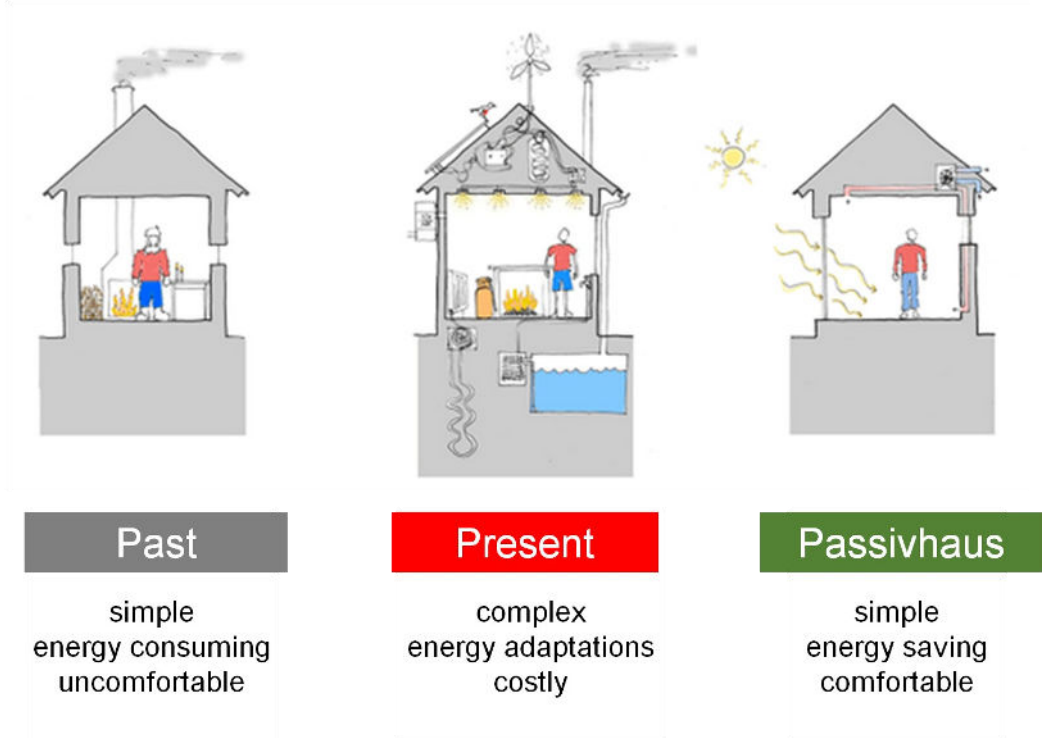 Past
simple
energy consuming
uncomfortable
Present
complex
energy adaptations
costly
Passivhaus
simple
energy saving
comfortable